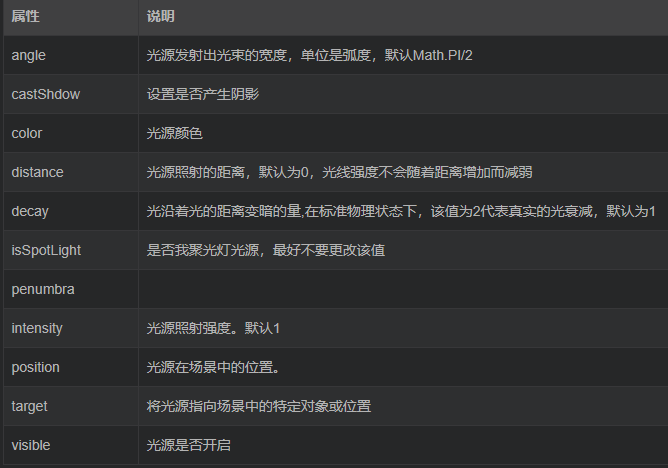 属性 说明
angle 光源发射出光束的宽度，单位是弧度，默认Math.PI/2
castShdow 设置是否产生阴影
color 光源颜色
distance 光源照射的距离，默认为0，光线强度不会随着距离增加而减弱
decay 光沿着光的距离变暗的量,在标准物理状态下，该值为2代表真实的光衰减，默认为1
isSpotLight 是否我聚光灯光源，最好不要更改该值
penumbra
intensity 光源照射强度。默认1
position 光源在场景中的位置。
target 将光源指向场景中的特定对象或位置
visible 光源是否开启